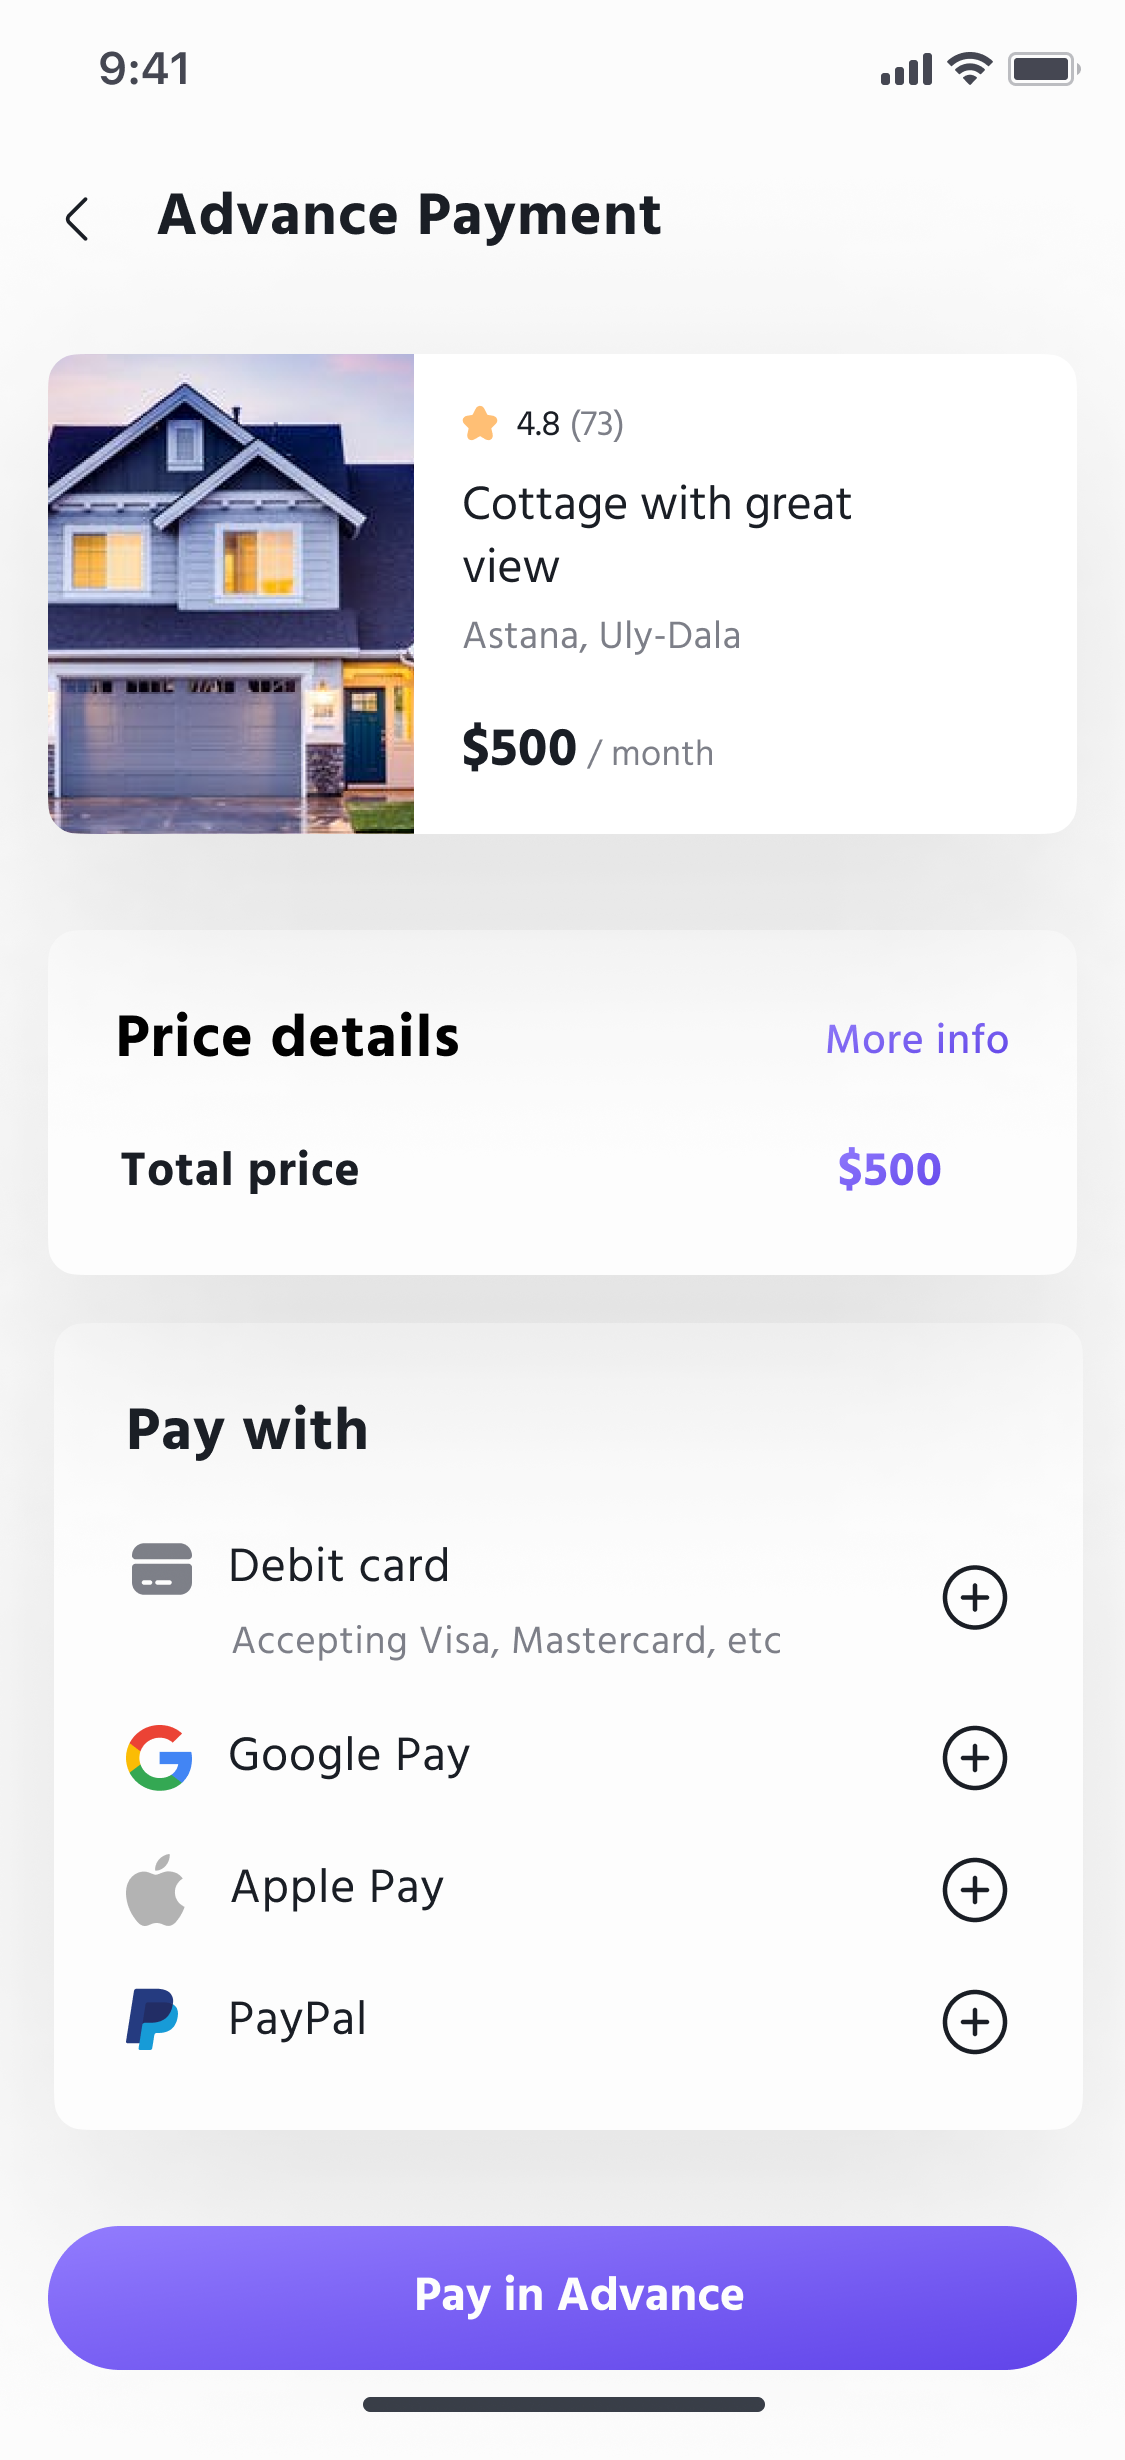 9:41
Advance Payment
4.8 (73)
Cottage with great
view
Astana, Uly-Dala
$500 / month
Price details
More info
Total price
$500
Pay with
Debit card
Accepting Visa, Mastercard, etc
Google Pay
Apple Pay
PayPal
Pay in Advance